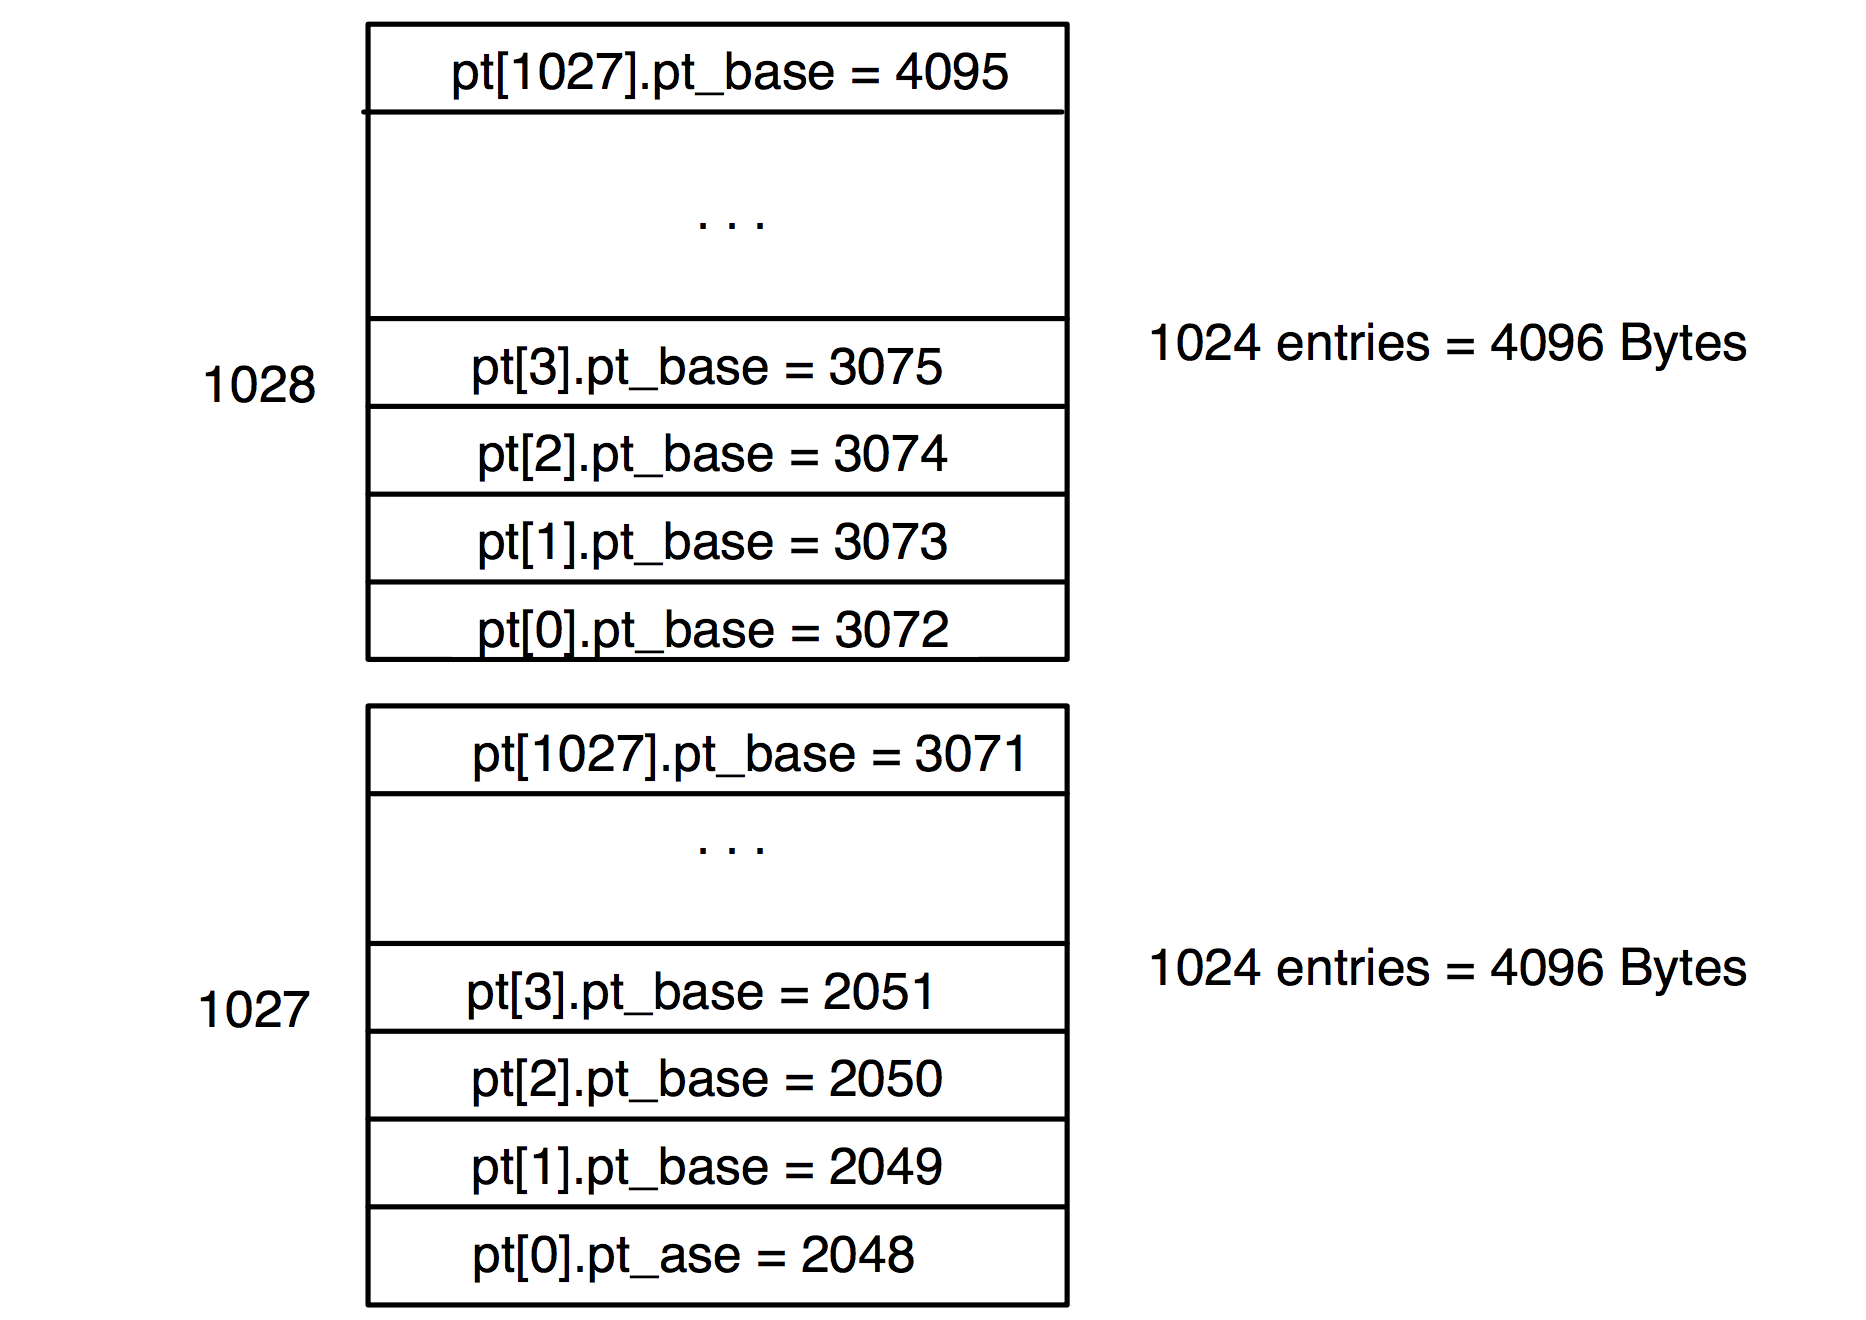 pt[1027].pt_base = 4095
. . .
pt[3].pt_base = 3075
1028
1024 entries = 4096 Bytes
pt[2].pt_base = 3074
pt[1].pt_base = 3073
pt[0].pt_base = 3072
pt[1027].pt_base = 3071
. . .
pt[3].pt_base = 2051
1027
1024 entries = 4096 Bytes
pt[2].pt_base = 2050
pt[1].pt_base = 2049
pt[0].pt_ase = 2048